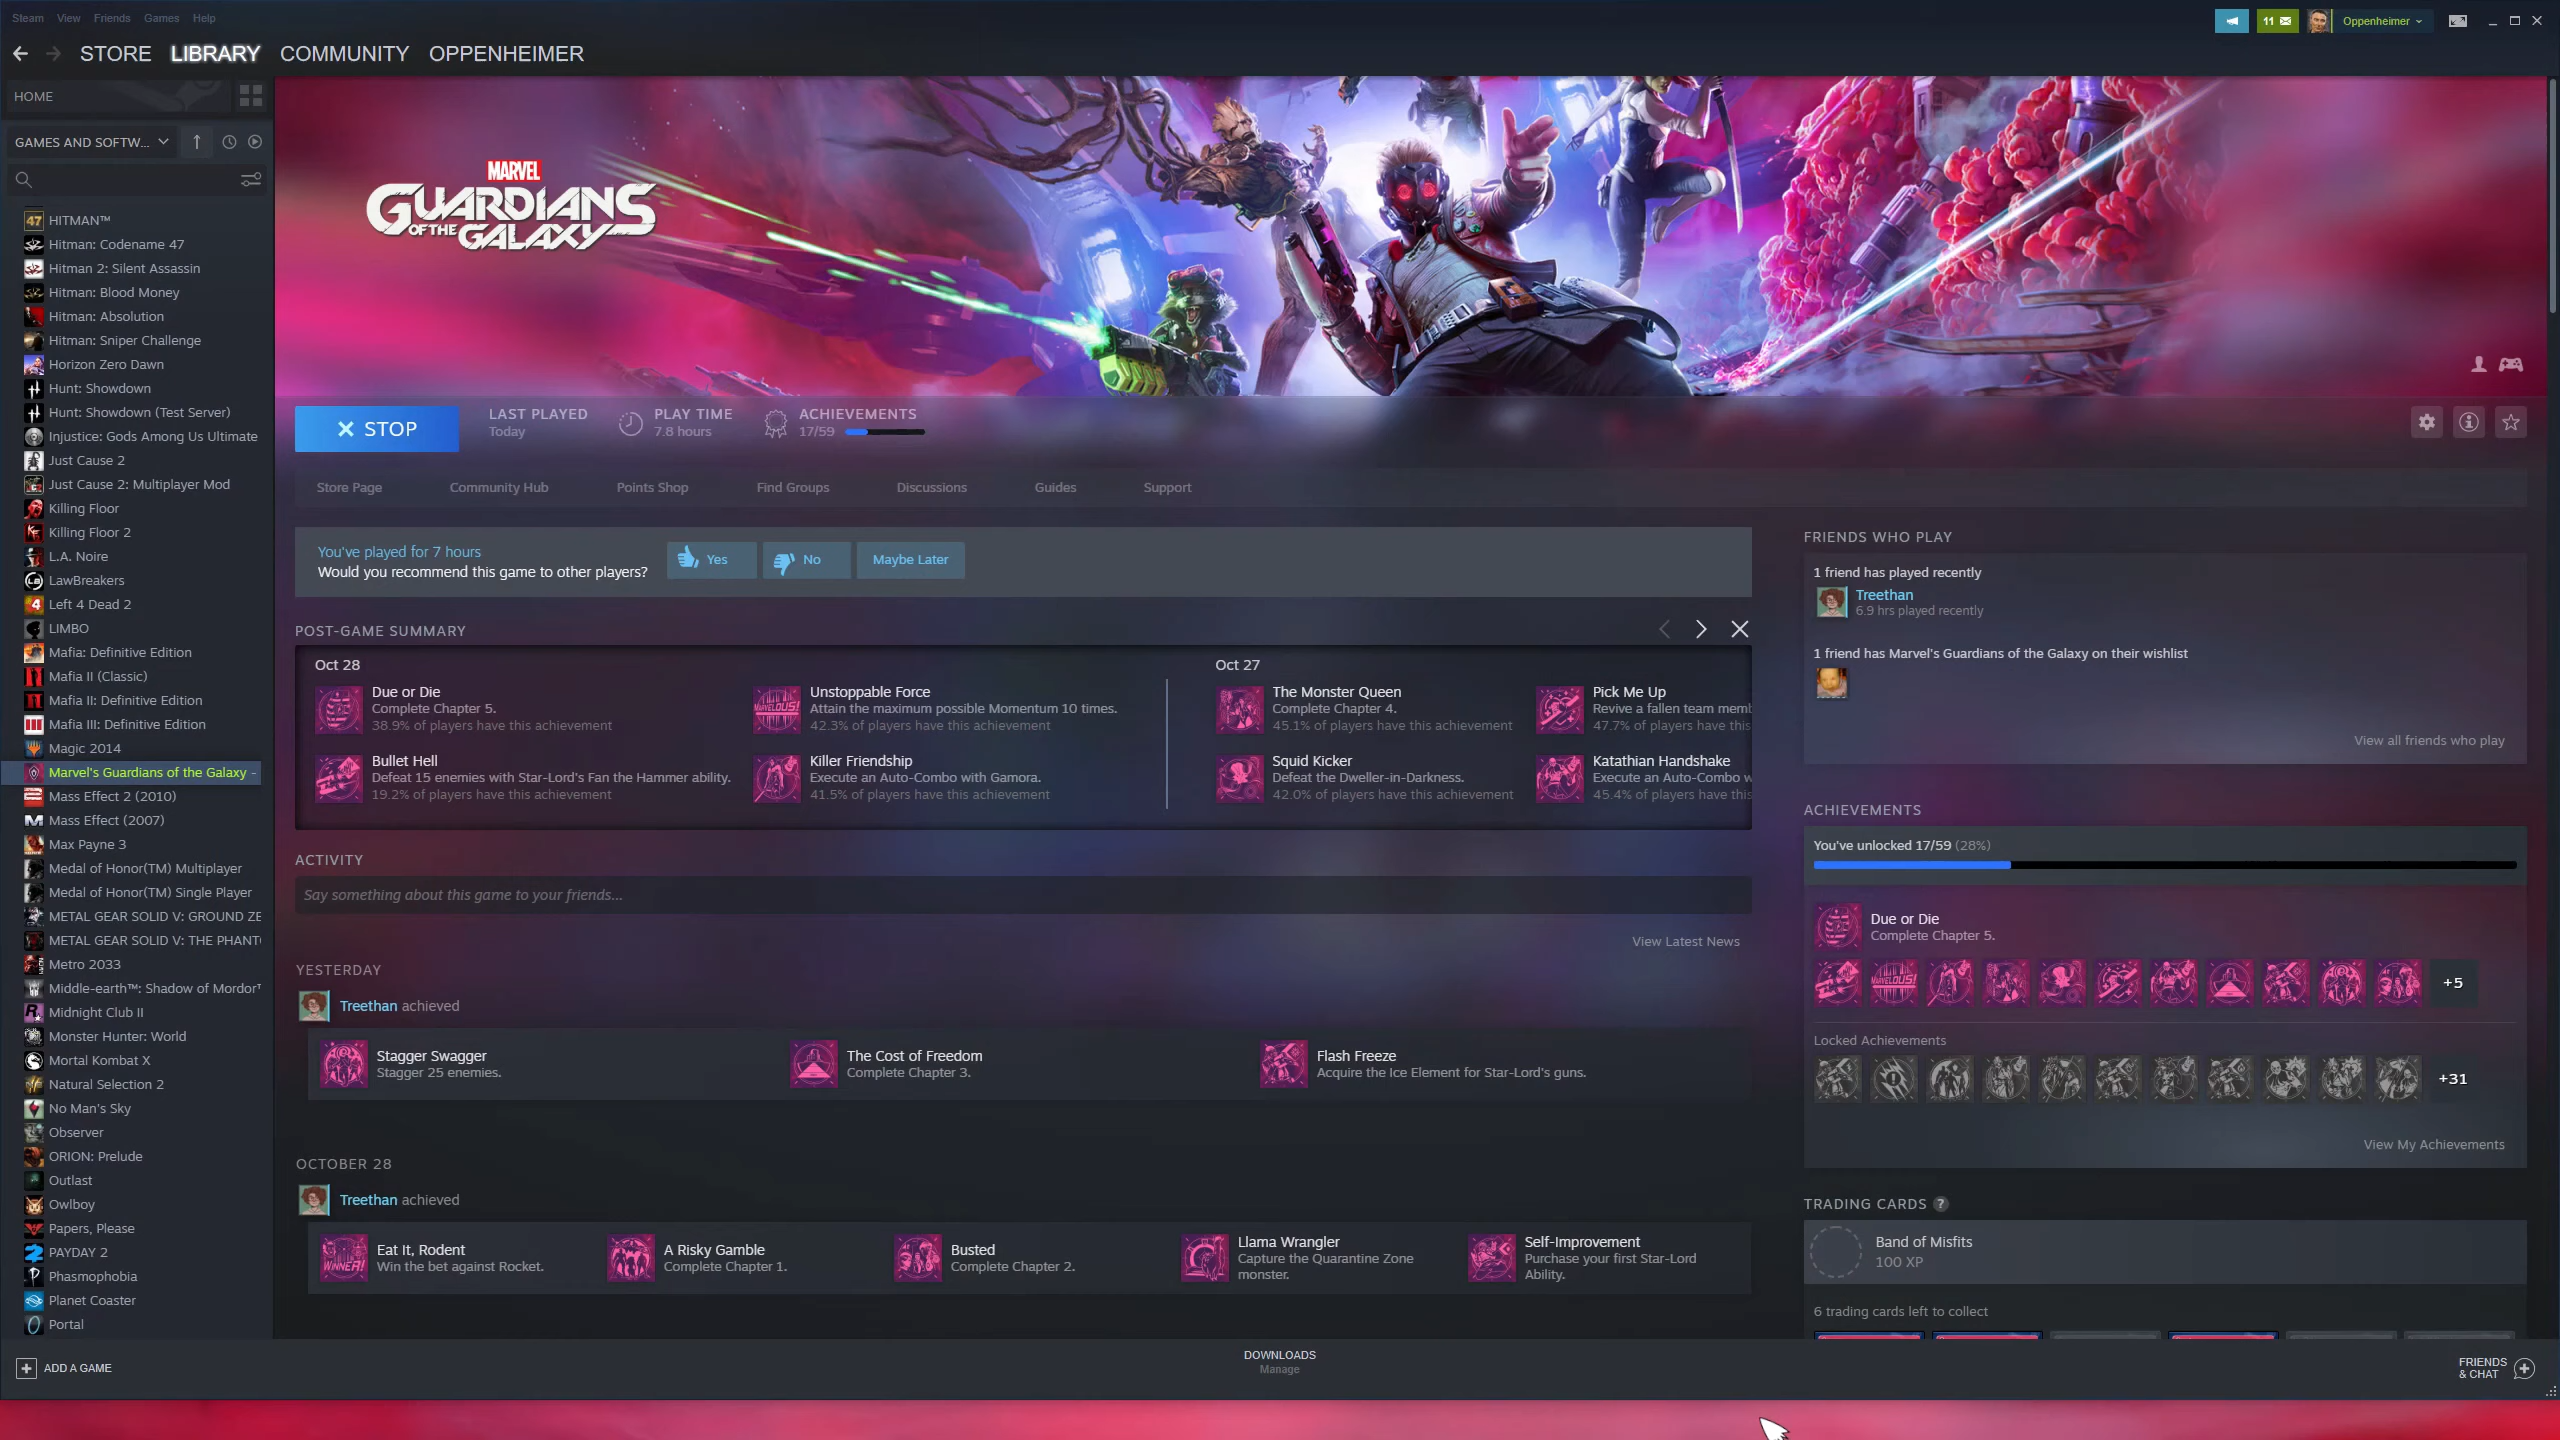 Steam View Friends Games Help
11
Oppenheimer
STORE LIBRARY COMMUNITY OPPENHEIMER
HOME
GAMES AND SOFTW...
HITMAN™
Hitman: Codename 47
Hitman 2: Silent Assassin
Hitman: Blood Money
Hitman: Absolution
Hitman: Sniper Challenge
Horizon Zero Dawn
Hunt: Showdown
Hunt: Showdown (Test Server)
Injustice: Gods Among Us Ultimate
Just Cause 2
Just Cause 2: Multiplayer Mod
Killing Floor
Killing Floor 2
L.A. Noire
LawBreakers
Left 4 Dead 2
LIMBO
Mafia: Definitive Edition
Mafia II (Classic)
Mafia II: Definitive Edition
Mafia III: Definitive Edition
Magic 2014
Marvel's Guardians of the Galaxy -
Mass Effect 2 (2010)
Mass Effect (2007)
Max Payne 3
Medal of Honor(TM) Multiplayer
Medal of Honor(TM) Single Player
METAL GEAR SOLID V: GROUND ZE
METAL GEAR SOLID V: THE PHANT
Metro 2033
Middle-earth™: Shadow of Mordor™
Midnight Club II
Monster Hunter: World
Mortal Kombat X
Natural Selection 2
No Man's Sky
Observer
ORION: Prelude
Outlast
Owlboy
Papers, Please
PAYDAY 2
Phasmophobia
Planet Coaster
Portal
ADD A GAME
MARVEL
GUARDIANS
OF THE GALAXY
STOP
LAST PLAYED
Today
PLAY TIME
7.8 hours
ACHIEVEMENTS
17/59
Store Page Community Hub Points Shop Find Groups Discussions Guides Support
You've played for 7 hours
Would you recommend this game to other players?
Yes No Maybe Later
POST-GAME SUMMARY
Oct 28
Due or Die
Complete Chapter 5.
38.9% of players have this achievement
Unstoppable Force
Attain the maximum possible Momentum 10 times.
42.3% of players have this achievement
Bullet Hell
Defeat 15 enemies with Star-Lord's Fan the Hammer ability.
19.2% of players have this achievement
Killer Friendship
Execute an Auto-Combo with Gamora.
41.5% of players have this achievement
Oct 27
The Monster Queen
Complete Chapter 4.
45.1% of players have this achievement
Pick Me Up
Revive a fallen team memb
47.7% of players have this
Squid Kicker
Defeat the Dweller-in-Darkness.
42.0% of players have this achievement
Katathian Handshake
Execute an Auto-Combo w
45.4% of players have this
ACTIVITY
Say something about this game to your friends...
View Latest News
YESTERDAY
Treethan achieved
Stagger Swagger
Stagger 25 enemies.
The Cost of Freedom
Complete Chapter 3.
Flash Freeze
Acquire the Ice Element for Star-Lord's guns.
OCTOBER 28
Treethan achieved
Eat It, Rodent
Win the bet against Rocket.
A Risky Gamble
Complete Chapter 1.
Busted
Complete Chapter 2.
Llama Wrangler
Capture the Quarantine Zone
monster.
Self-Improvement
Purchase your first Star-Lord
Ability.
FRIENDS WHO PLAY
1 friend has played recently
Treethan
6.9 hrs played recently
1 friend has Marvel's Guardians of the Galaxy on their wishlist
View all friends who play
ACHIEVEMENTS
You've unlocked 17/59 (28%)
Due or Die
Complete Chapter 5.
+5
Locked Achievements
+31
View My Achievements
TRADING CARDS ?
Band of Misfits
100 XP
6 trading cards left to collect
DOWNLOADS
Manage
FRIENDS
& CHAT